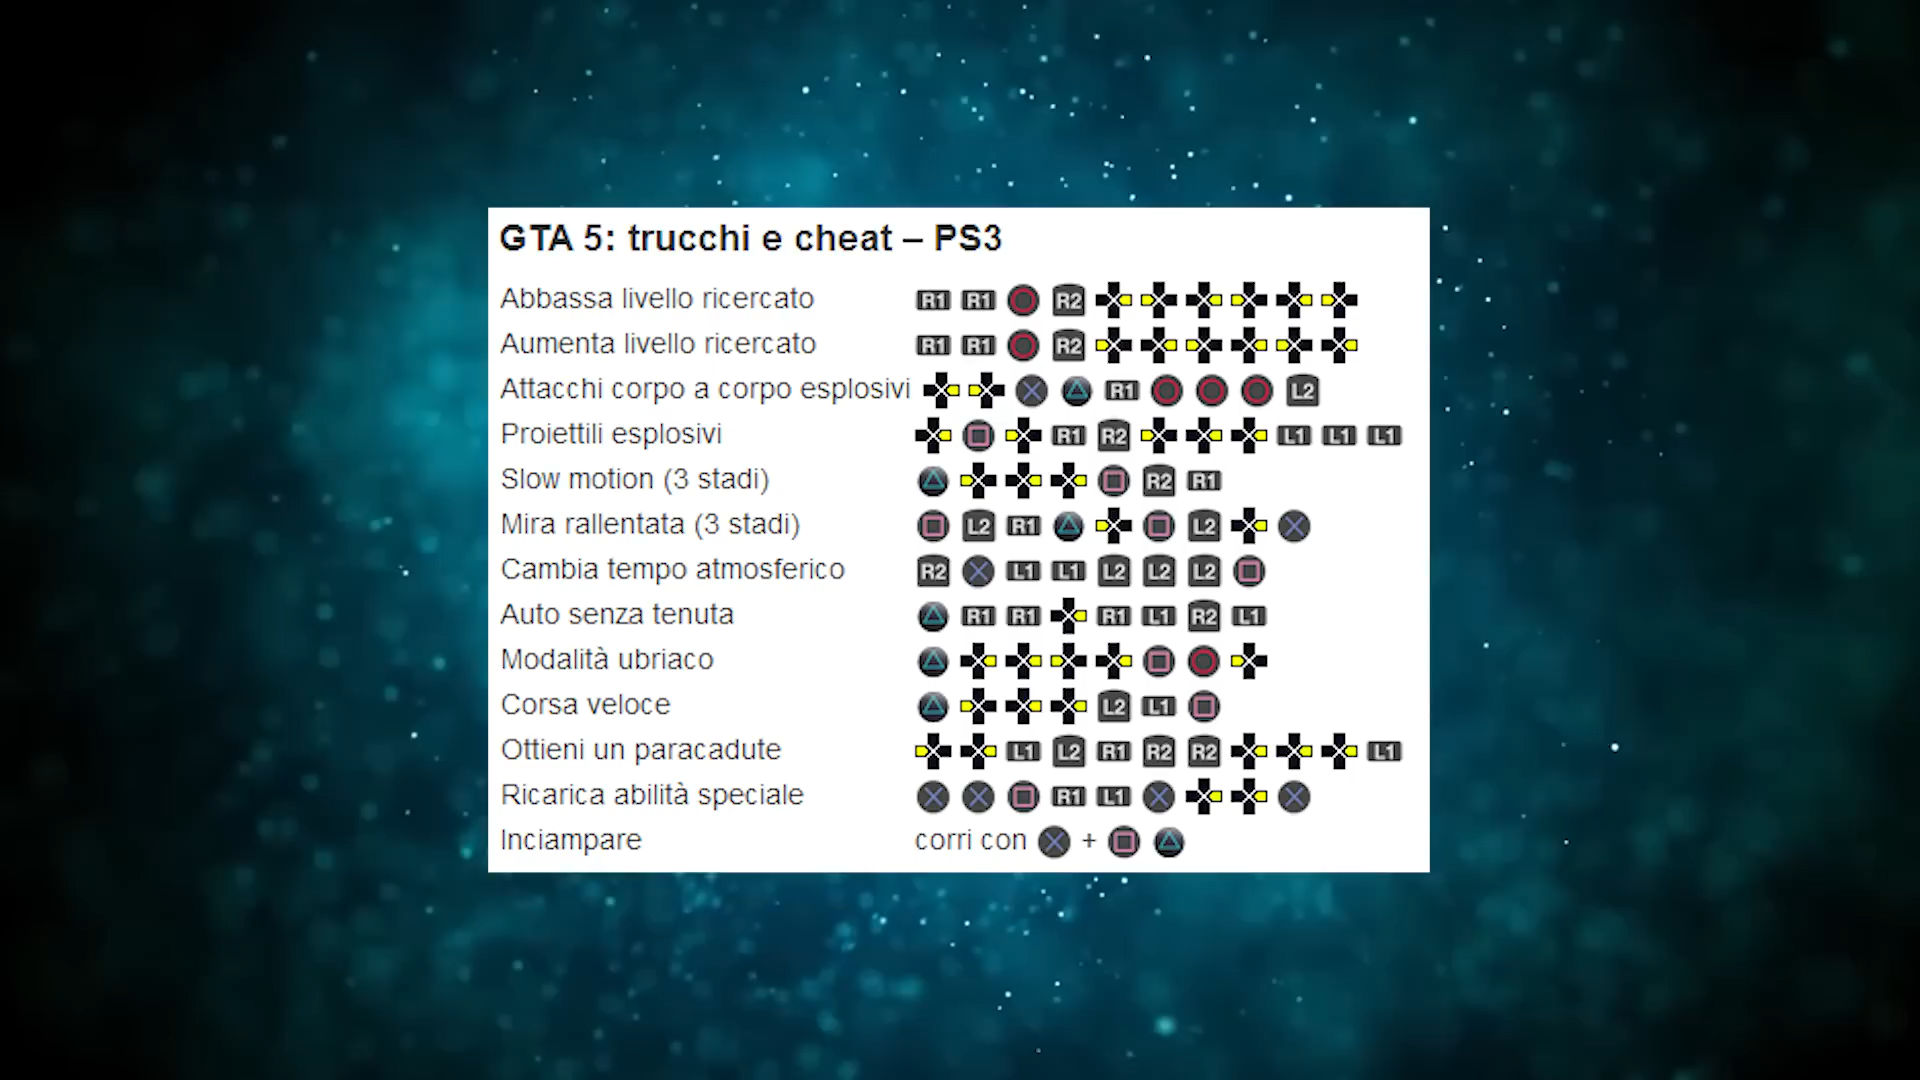 GTA 5: trucchi e cheat – PS3
Abbassa livello ricercato R1 R1 R2
Aumenta livello ricercato R1 R1 R2
Attacchi corpo a corpo esplosivi R1 L2
Proiettili esplosivi R1 R2 L1 L1 L1
Slow motion (3 stadi) R2 R1
Mira rallentata (3 stadi) L2 R1 L2
Cambia tempo atmosferico R2 L1 L1 L2 L2 L2
Auto senza tenuta R1 R1 R1 L1 R2 L1
Modalità ubriaco
Corsa veloce L2 L1
Ottieni un paracadute L1 L2 R1 R2 R2 L1
Ricarica abilità speciale R1 L1
Inciampare corri con +